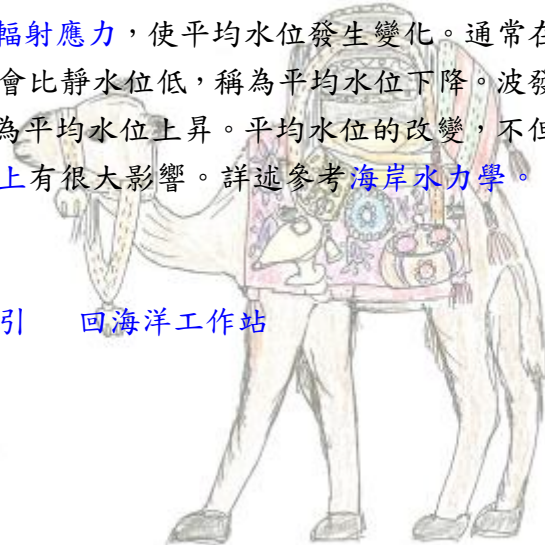 輻射應力，使平均水位發生變化。通常在
會比靜水位低，稱為平均水位下降。波發
為平均水位上昇。平均水位的改變，不但
上有很大影響。詳述參考海岸水力學。
引 回海洋工作站